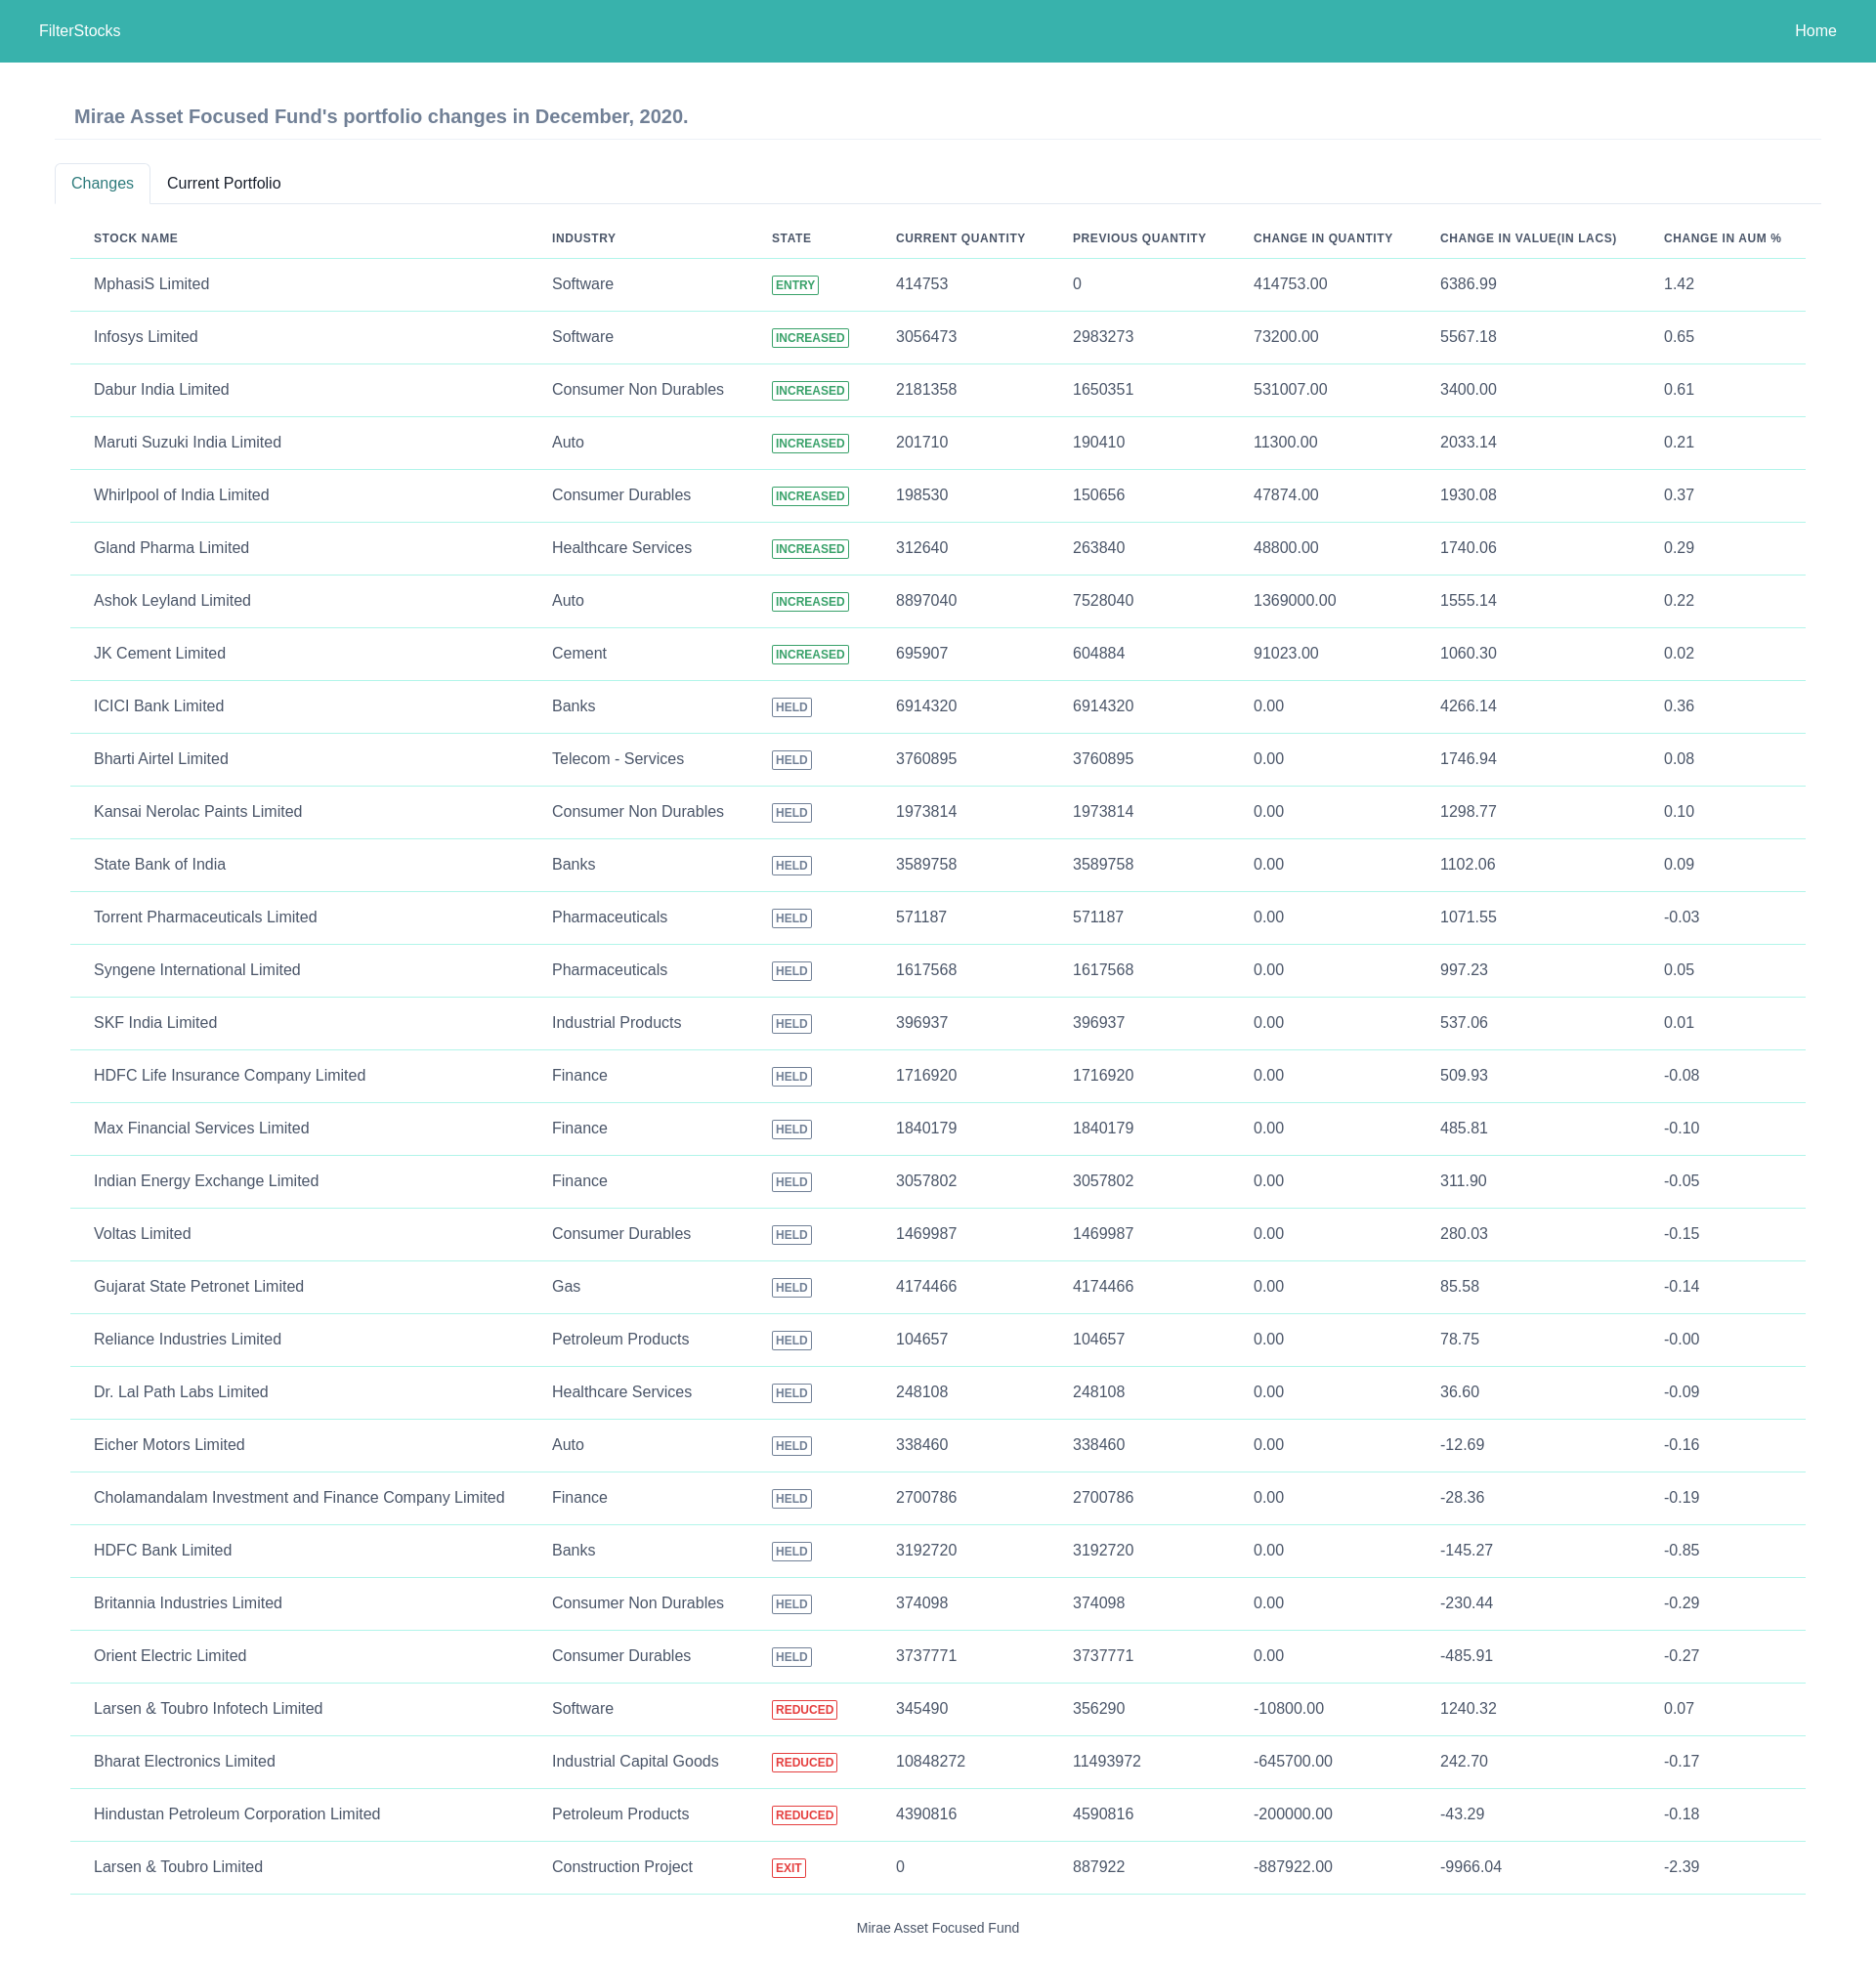 FilterStocks Home
Mirae Asset Focused Fund's portfolio changes in December, 2020.
Changes Current Portfolio
STOCK NAME INDUSTRY STATE CURRENT QUANTITY PREVIOUS QUANTITY CHANGE IN QUANTITY CHANGE IN VALUE(IN LACS) CHANGE IN AUM %
MphasiS Limited Software ENTRY 414753 0 414753.00 6386.99 1.42
Infosys Limited Software INCREASED 3056473 2983273 73200.00 5567.18 0.65
Dabur India Limited Consumer Non Durables INCREASED 2181358 1650351 531007.00 3400.00 0.61
Maruti Suzuki India Limited Auto INCREASED 201710 190410 11300.00 2033.14 0.21
Whirlpool of India Limited Consumer Durables INCREASED 198530 150656 47874.00 1930.08 0.37
Gland Pharma Limited Healthcare Services INCREASED 312640 263840 48800.00 1740.06 0.29
Ashok Leyland Limited Auto INCREASED 8897040 7528040 1369000.00 1555.14 0.22
JK Cement Limited Cement INCREASED 695907 604884 91023.00 1060.30 0.02
ICICI Bank Limited Banks HELD 6914320 6914320 0.00 4266.14 0.36
Bharti Airtel Limited Telecom - Services HELD 3760895 3760895 0.00 1746.94 0.08
Kansai Nerolac Paints Limited Consumer Non Durables HELD 1973814 1973814 0.00 1298.77 0.10
State Bank of India Banks HELD 3589758 3589758 0.00 1102.06 0.09
Torrent Pharmaceuticals Limited Pharmaceuticals HELD 571187 571187 0.00 1071.55 -0.03
Syngene International Limited Pharmaceuticals HELD 1617568 1617568 0.00 997.23 0.05
SKF India Limited Industrial Products HELD 396937 396937 0.00 537.06 0.01
HDFC Life Insurance Company Limited Finance HELD 1716920 1716920 0.00 509.93 -0.08
Max Financial Services Limited Finance HELD 1840179 1840179 0.00 485.81 -0.10
Indian Energy Exchange Limited Finance HELD 3057802 3057802 0.00 311.90 -0.05
Voltas Limited Consumer Durables HELD 1469987 1469987 0.00 280.03 -0.15
Gujarat State Petronet Limited Gas HELD 4174466 4174466 0.00 85.58 -0.14
Reliance Industries Limited Petroleum Products HELD 104657 104657 0.00 78.75 -0.00
Dr. Lal Path Labs Limited Healthcare Services HELD 248108 248108 0.00 36.60 -0.09
Eicher Motors Limited Auto HELD 338460 338460 0.00 -12.69 -0.16
Cholamandalam Investment and Finance Company Limited Finance HELD 2700786 2700786 0.00 -28.36 -0.19
HDFC Bank Limited Banks HELD 3192720 3192720 0.00 -145.27 -0.85
Britannia Industries Limited Consumer Non Durables HELD 374098 374098 0.00 -230.44 -0.29
Orient Electric Limited Consumer Durables HELD 3737771 3737771 0.00 -485.91 -0.27
Larsen & Toubro Infotech Limited Software REDUCED 345490 356290 -10800.00 1240.32 0.07
Bharat Electronics Limited Industrial Capital Goods REDUCED 10848272 11493972 -645700.00 242.70 -0.17
Hindustan Petroleum Corporation Limited Petroleum Products REDUCED 4390816 4590816 -200000.00 -43.29 -0.18
Larsen & Toubro Limited Construction Project EXIT 0 887922 -887922.00 -9966.04 -2.39
Mirae Asset Focused Fund